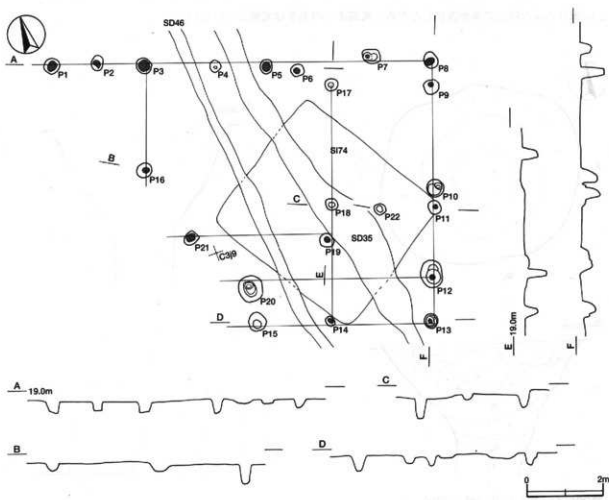 SD46
A
P1
P2
P3
P4
P5
P6
P7
P8
P17
P9
B
P16
SI74
C
P10
P18
P22
P11
P21
C3j9
P19
SD35
E
P20
P12
D
P15
P14
P13
F
F
E 19.0m
F
A 19.0m
C
B
D
0 2m